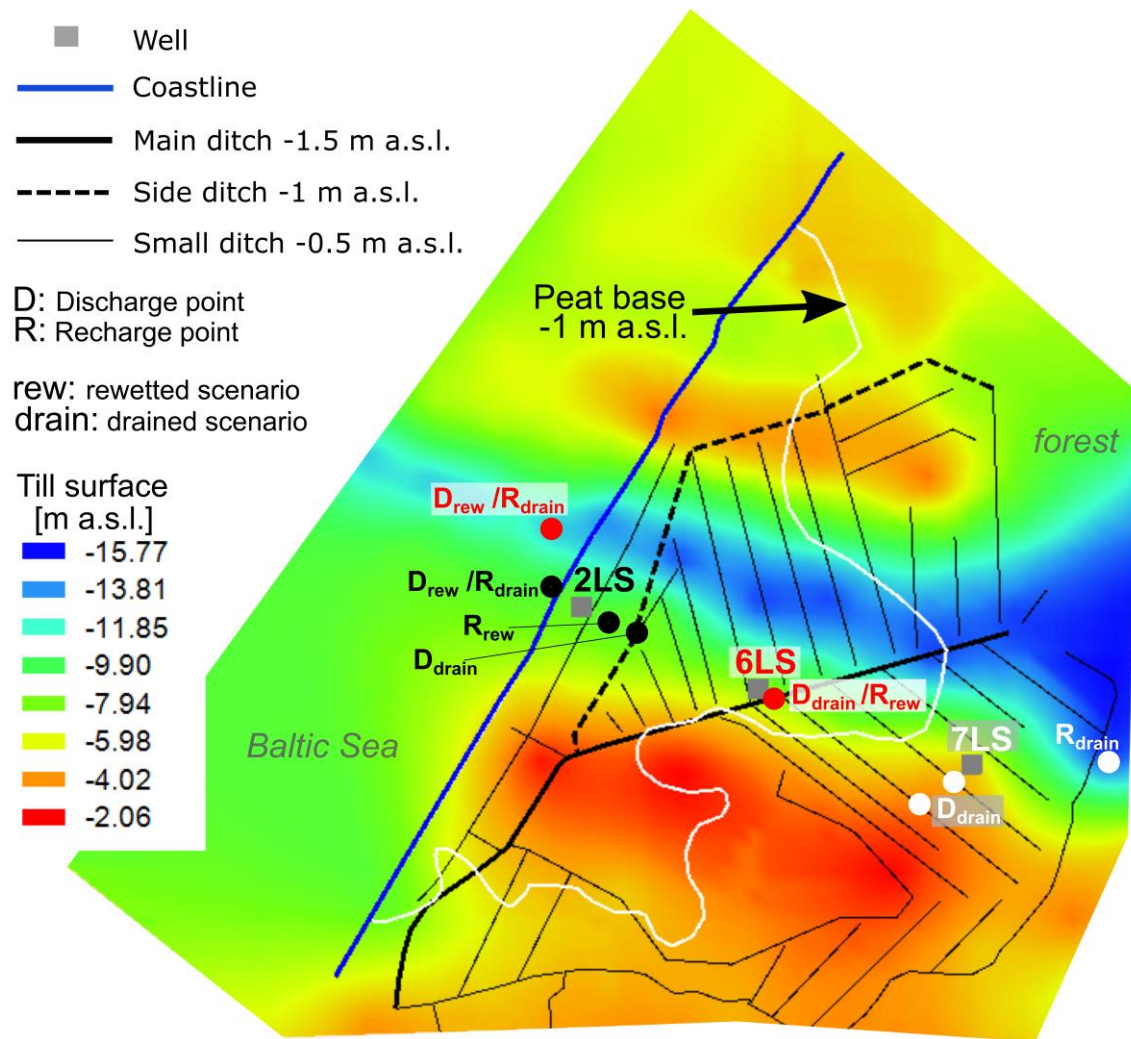 Well
Coastline
Main ditch -1.5 m a.s.l.
Side ditch -1 m a.s.l.
Small ditch -0.5 m a.s.l.
D: Discharge point
R: Recharge point
rew: rewetted scenario
drain: drained scenario
Till surface
[m a.s.l.]
-15.77
-13.81
-11.85
-9.90
-7.94
-5.98
-4.02
-2.06
Peat base
-1 m a.s.l.
forest
Drew /Rdrain
Drew /Rdrain
2LS
Rrew
Ddrain
6LS
Ddrain /Rrew
Baltic Sea
7LS
Rdrain
Ddrain